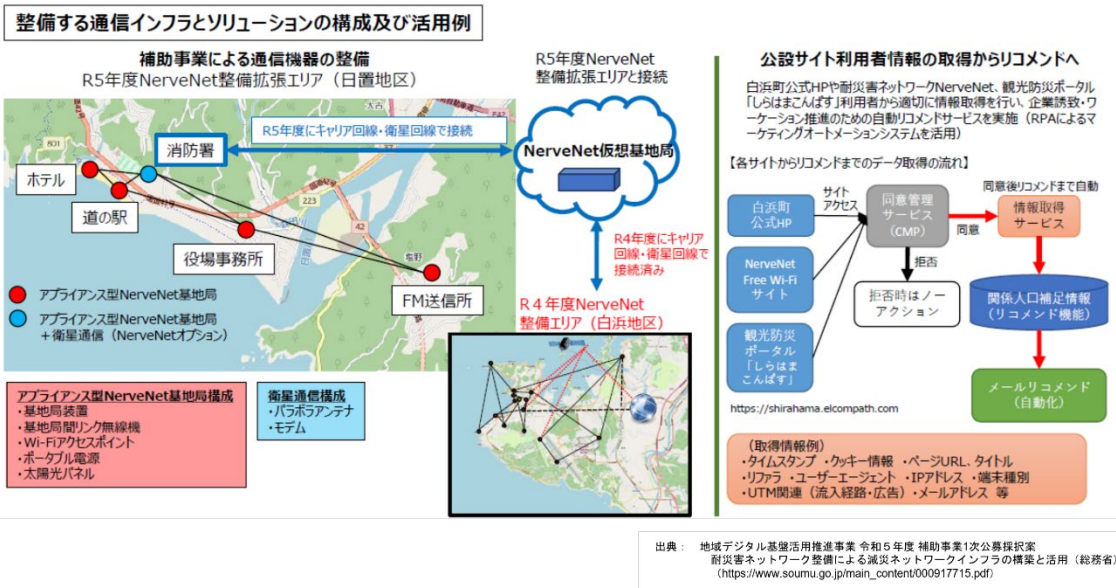 整備する通信インフラとソリューションの構成及び活用例
補助事業による通信機器の整備
R5年度NerveNet整備拡張エリア（日置地区）
R5年度NerveNet
整備拡張エリアと接続
R5年度にキャリア回線・衛星回線で接続
消防署
ホテル
道の駅
役場事務所
FM送信所
801
223
42
NerveNet仮想基地局
R4年度にキャリア
回線・衛星回線で
接続済み
R４年度NerveNet
整備エリア（白浜地区）
アプライアンス型NerveNet基地局
アプライアンス型NerveNet基地局
＋衛星通信（NerveNetオプション）
アプライアンス型NerveNet基地局構成
・基地局装置
・基地局間リンク無線機
・Wi-Fiアクセスポイント
・ポータブル電源
・太陽光パネル
衛星通信構成
・パラボラアンテナ
・モデム
公設サイト利用者情報の取得からリコメンドへ
白浜町公式HPや耐災害ネットワークNerveNet、観光防災ポータル
「しらはまこんぱす」利用者から適切に情報取得を行い、企業誘致・ワ
ーケーション推進のための自動リコメンドサービスを実施（RPAによるマ
ーケティングオートメーションシステムを活用）
【各サイトからリコメンドまでのデータ取得の流れ】
白浜町
公式HP
サイト
アクセス
同意管理
サービス
（CMP）
同意後リコメンドまで自動
同意
情報取得
サービス
NerveNet
Free Wi-Fi
サイト
拒否
拒否時はノー
アクション
関係人口補足情報
（リコメンド機能）
観光防災
ポータル
「しらはま
こんぱす」
メールリコメンド
（自動化）
https://shirahama.elcompath.com
（取得情報例）
・タイムスタンプ ・クッキー情報 ・ページURL、タイトル
・リファラ ・ユーザーエージェント ・IPアドレス ・端末種別
・UTM関連（流入経路・広告）・メールアドレス 等
出典： 地域デジタル基盤活用推進事業 令和５年度 補助事業1次公募採択案
耐災害ネットワーク整備による減災ネットワークインフラの構築と活用（総務省）
（https://www.soumu.go.jp/main_content/000917715.pdf）